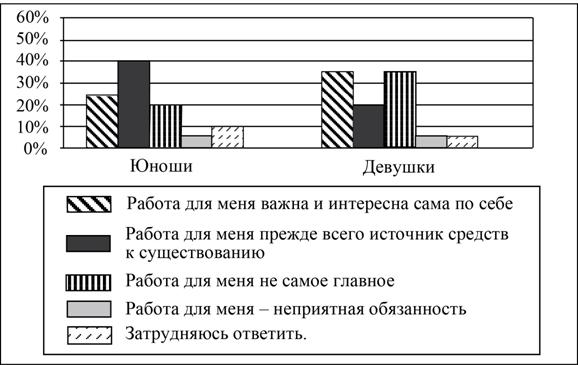 60%
50%
40%
30%
20%
10%
0%
Юноши Девушки
Работа для меня важна и интересна сама по себе
Работа для меня прежде всего источник средств
к существованию
Работа для меня не самое главное
Работа для меня – неприятная обязанность
Затрудняюсь ответить.